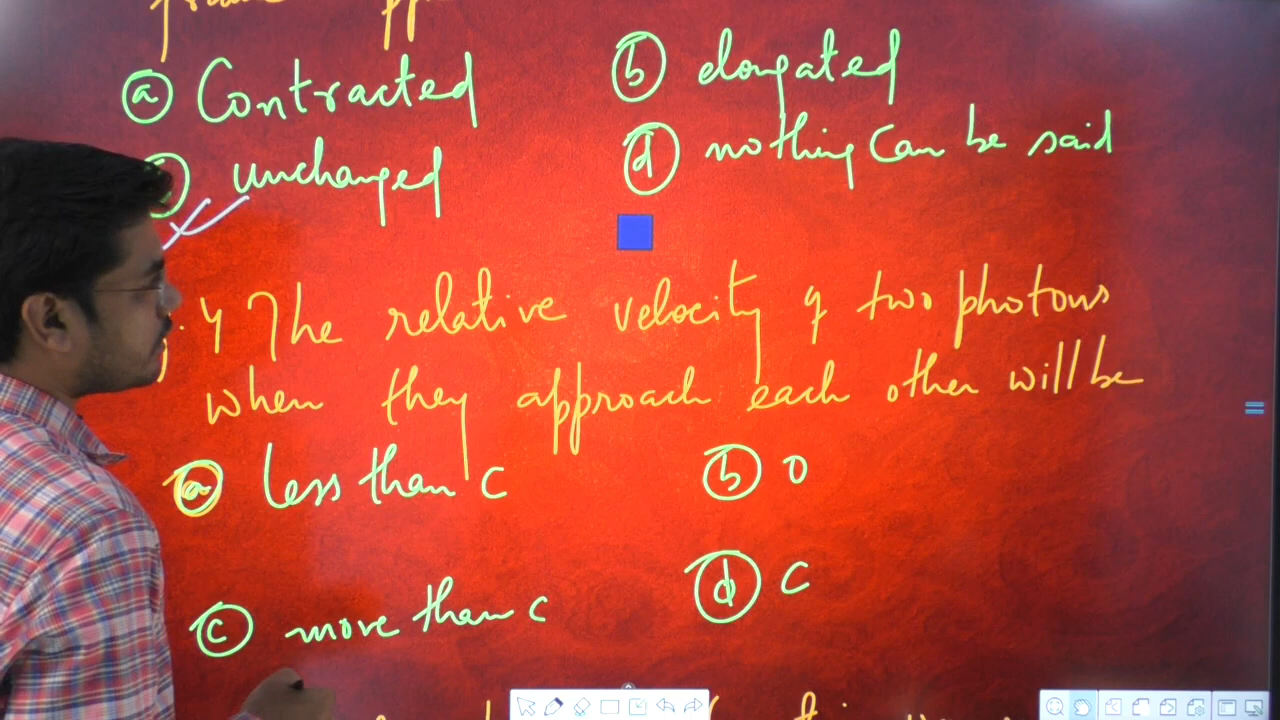 ⓐ Contracted ⓑ elongated
unchanged ⓓ nothing can be said
4) The relative velocity of two photons
when they approach each other will be
ⓐ less than c ⓑ 0
ⓒ more than c ⓓ c